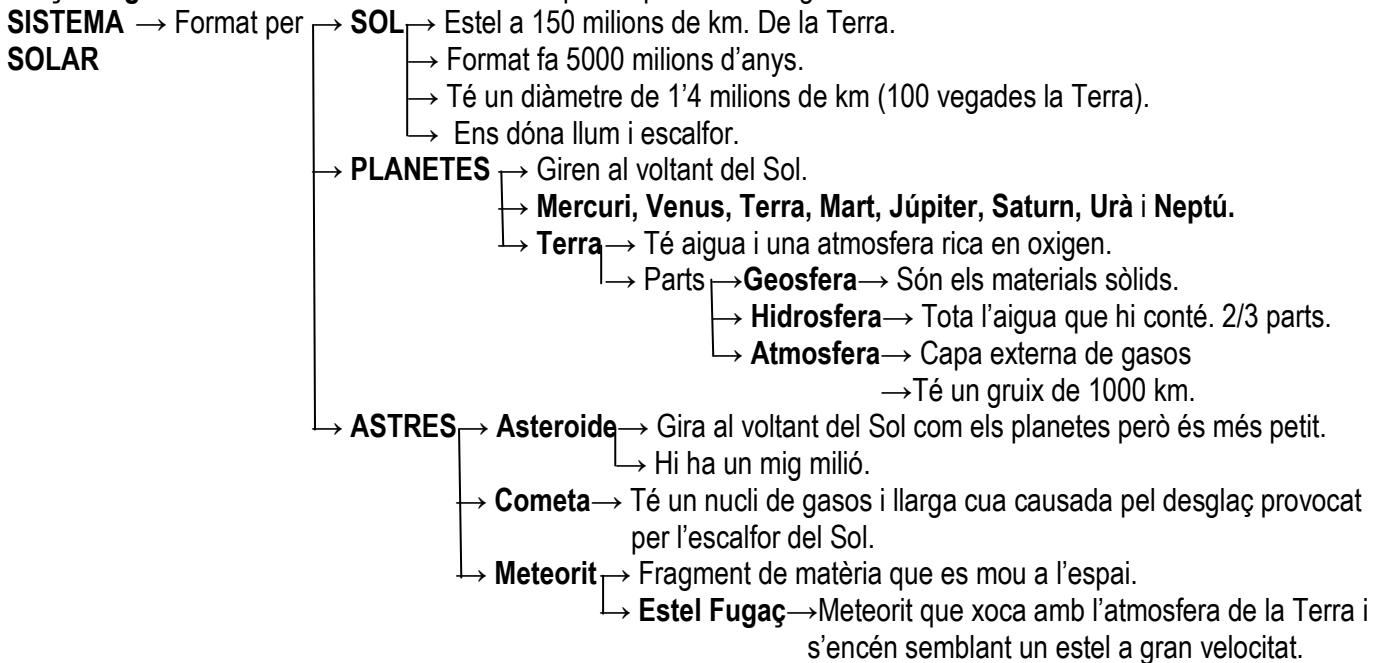 SISTEMA → Format per → SOL → Estel a 150 milions de km. De la Terra.
SOLAR → Format fa 5000 milions d'anys.
→ Té un diàmetre de 1'4 milions de km (100 vegades la Terra).
→ Ens dóna llum i escalfor.
→ PLANETES → Giren al voltant del Sol.
→ Mercuri, Venus, Terra, Mart, Júpiter, Saturn, Urà i Neptú.
→ Terra → Té aigua i una atmosfera rica en oxigen.
→ Parts → Geosfera → Són els materials sòlids.
→ Hidrosfera → Tota l'aigua que hi conté. 2/3 parts.
→ Atmosfera → Capa externa de gasos
→Té un gruix de 1000 km.
→ ASTRES → Asteroide → Gira al voltant del Sol com els planetes però és més petit.
→ Hi ha un mig milió.
→ Cometa → Té un nucli de gasos i llarga cua causada pel desglaç provocat
per l'escalfor del Sol.
→ Meteorit → Fragment de matèria que es mou a l'espai.
→ Estel Fugaç →Meteorit que xoca amb l'atmosfera de la Terra i
s'encén semblant un estel a gran velocitat.